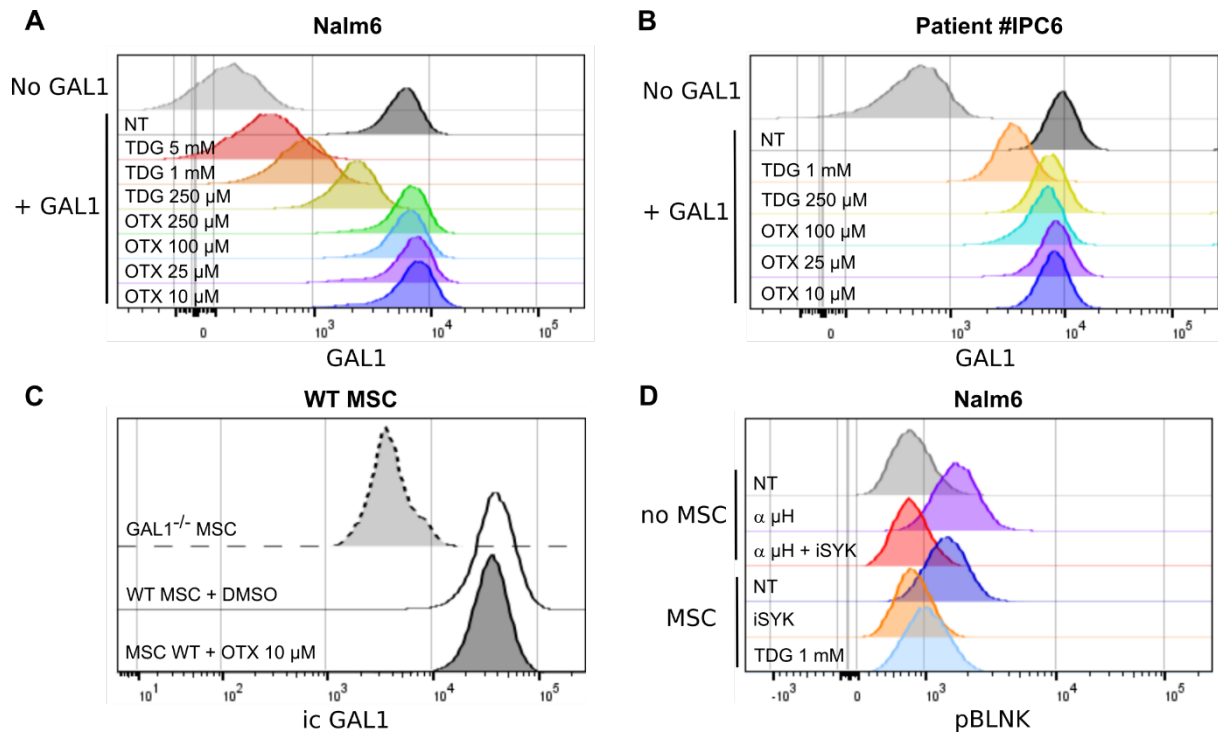 A
Nalm6
No GAL1
+ GAL1
NT
TDG 5 mM
TDG 1 mM
TDG 250 µM
OTX 250 µM
OTX 100 µM
OTX 25 µM
OTX 10 µM
0 10³ 10⁴ 10⁵
GAL1
B
Patient #IPC6
No GAL1
+ GAL1
NT
TDG 1 mM
TDG 250 µM
OTX 100 µM
OTX 25 µM
OTX 10 µM
0 10³ 10⁴ 10⁵
GAL1
C
WT MSC
GAL1⁻/⁻ MSC
WT MSC + DMSO
MSC WT + OTX 10 µM
10¹ 10² 10³ 10⁴ 10⁵
ic GAL1
D
Nalm6
no MSC
NT
α µH
α µH + iSYK
MSC
NT
iSYK
TDG 1 mM
-10³ 0 10³ 10⁴ 10⁵
pBLNK